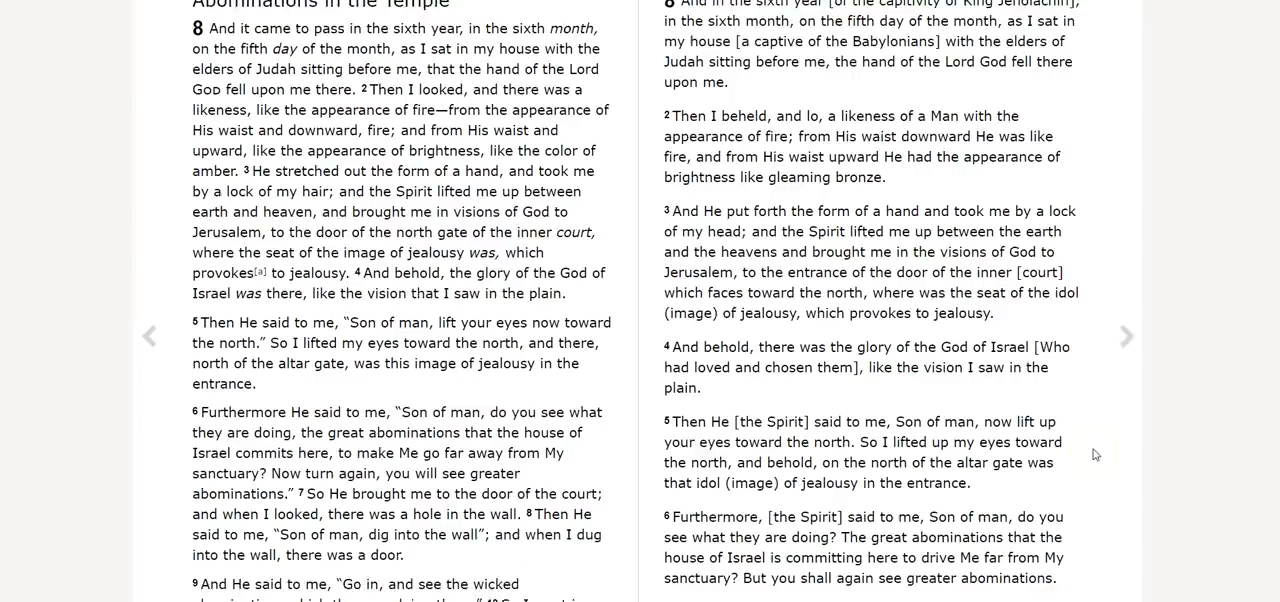 Abominations in the Temple
8 And it came to pass in the sixth year, in the sixth month,
on the fifth day of the month, as I sat in my house with the
elders of Judah sitting before me, that the hand of the Lord
GOD fell upon me there. 2 Then I looked, and there was a
likeness, like the appearance of fire—from the appearance of
His waist and downward, fire; and from His waist and
upward, like the appearance of brightness, like the color of
amber. 3 He stretched out the form of a hand, and took me
by a lock of my hair; and the Spirit lifted me up between
earth and heaven, and brought me in visions of God to
Jerusalem, to the door of the north gate of the inner court,
where the seat of the image of jealousy was, which
provokes[a] to jealousy. 4 And behold, the glory of the God of
Israel was there, like the vision that I saw in the plain.
5 Then He said to me, “Son of man, lift your eyes now toward
the north.” So I lifted my eyes toward the north, and there,
north of the altar gate, was this image of jealousy in the
entrance.
6 Furthermore He said to me, “Son of man, do you see what
they are doing, the great abominations that the house of
Israel commits here, to make Me go far away from My
sanctuary? Now turn again, you will see greater
abominations.” 7 So He brought me to the door of the court;
and when I looked, there was a hole in the wall. 8 Then He
said to me, “Son of man, dig into the wall”; and when I dug
into the wall, there was a door.
9 And He said to me, “Go in, and see the wicked
8 And in the sixth year [of the captivity of King Jehoiachin],
in the sixth month, on the fifth day of the month, as I sat in
my house [a captive of the Babylonians] with the elders of
Judah sitting before me, the hand of the Lord God fell there
upon me.
2 Then I beheld, and lo, a likeness of a Man with the
appearance of fire; from His waist downward He was like
fire, and from His waist upward He had the appearance of
brightness like gleaming bronze.
3 And He put forth the form of a hand and took me by a lock
of my head; and the Spirit lifted me up between the earth
and the heavens and brought me in the visions of God to
Jerusalem, to the entrance of the door of the inner [court]
which faces toward the north, where was the seat of the idol
(image) of jealousy, which provokes to jealousy.
4 And behold, there was the glory of the God of Israel [Who
had loved and chosen them], like the vision I saw in the
plain.
5 Then He [the Spirit] said to me, Son of man, now lift up
your eyes toward the north. So I lifted up my eyes toward
the north, and behold, on the north of the altar gate was
that idol (image) of jealousy in the entrance.
6 Furthermore, [the Spirit] said to me, Son of man, do you
see what they are doing? The great abominations that the
house of Israel is committing here to drive Me far from My
sanctuary? But you shall again see greater abominations.